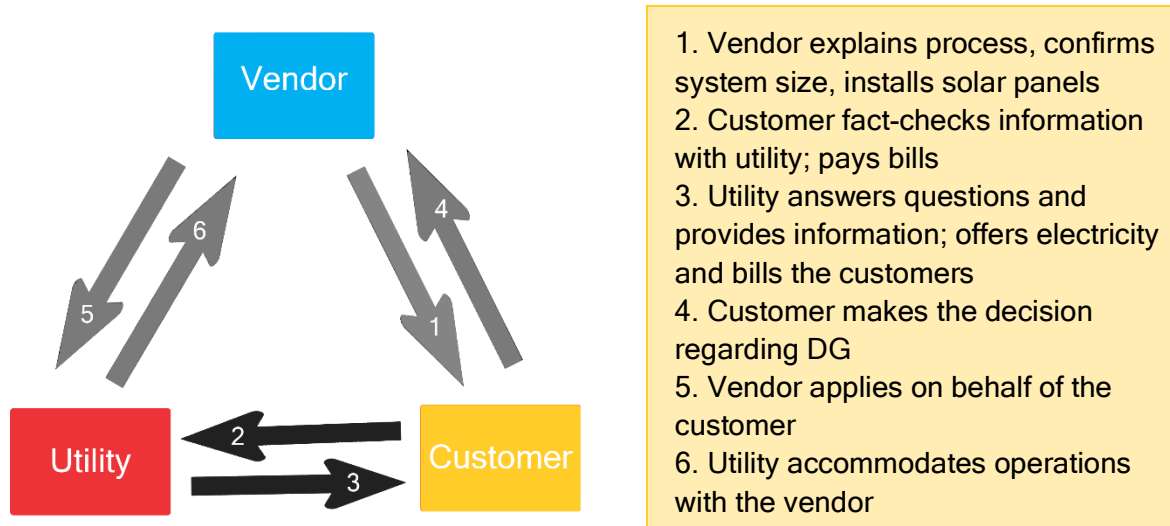 Vendor
5
6
1
4
Utility
2
3
Customer
1. Vendor explains process, confirms
system size, installs solar panels
2. Customer fact-checks information
with utility; pays bills
3. Utility answers questions and
provides information; offers electricity
and bills the customers
4. Customer makes the decision
regarding DG
5. Vendor applies on behalf of the
customer
6. Utility accommodates operations
with the vendor